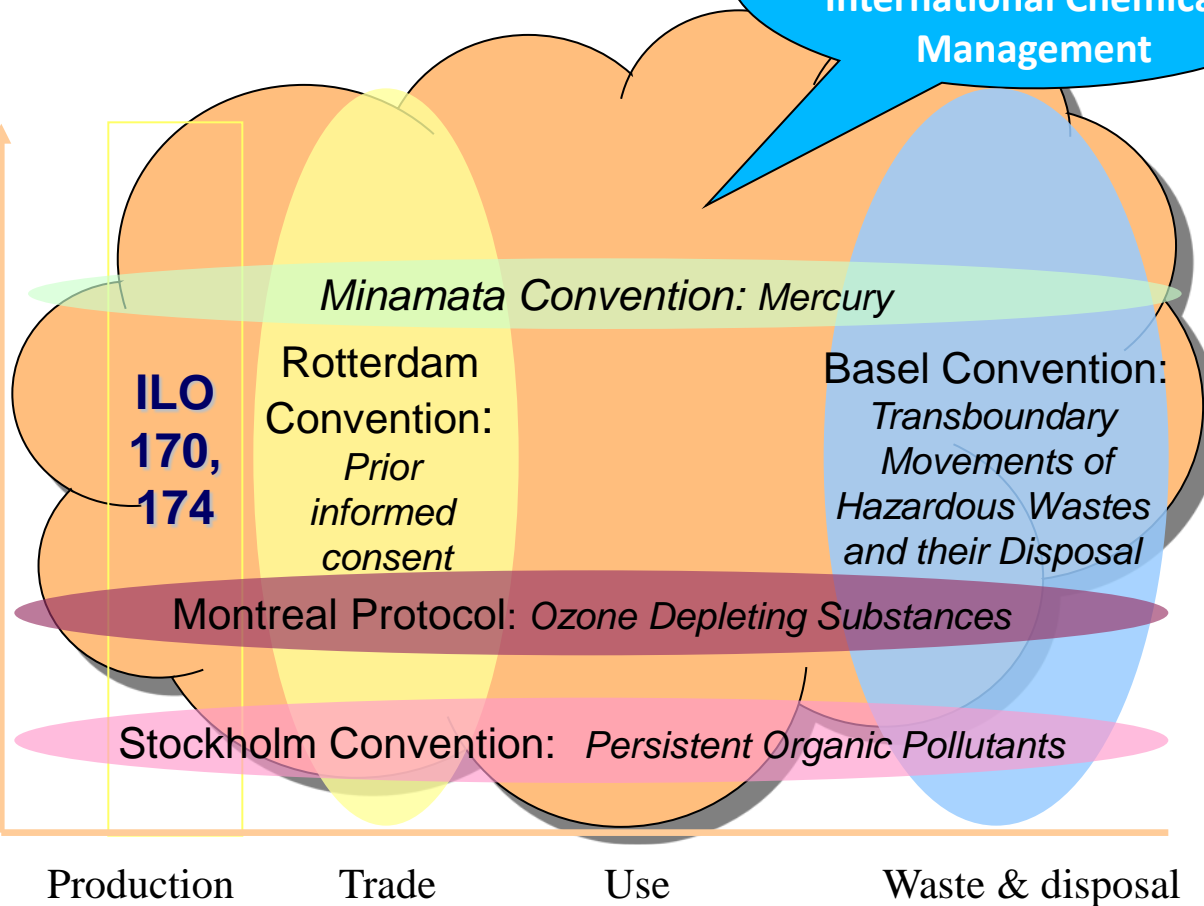 Management
Minamata Convention: Mercury
Rotterdam
Convention:
Prior
informed
consent
ILO
170,
174
Basel Convention:
Transboundary
Movements of
Hazardous Wastes
and their Disposal
Montreal Protocol: Ozone Depleting Substances
Stockholm Convention: Persistent Organic Pollutants
Production Trade Use Waste & disposal